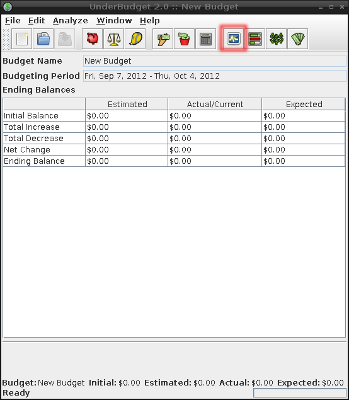 UnderBudget 2.0 :: New Budget
File Edit Analyze Window Help
Budget Name New Budget
Budgeting Period Fri, Sep 7, 2012 - Thu, Oct 4, 2012
Ending Balances
Estimated Actual/Current Expected
Initial Balance $0.00 $0.00 $0.00
Total Increase $0.00 $0.00 $0.00
Total Decrease $0.00 $0.00 $0.00
Net Change $0.00 $0.00 $0.00
Ending Balance $0.00 $0.00 $0.00
Budget: New Budget Initial: $0.00 Estimated: $0.00 Actual: $0.00 Expected: $0.00
Ready